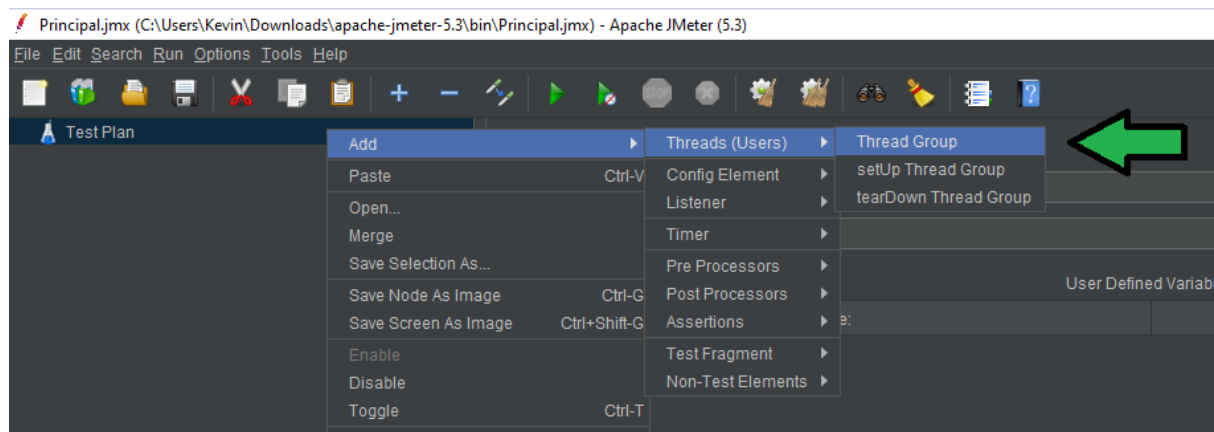 Principal.jmx (C:\Users\Kevin\Downloads\apache-jmeter-5.3\bin\Principal.jmx) - Apache JMeter (5.3)
File Edit Search Run Options Tools Help
STOP
Test Plan
Add
Paste Ctrl-V
Open...
Merge
Save Selection As...
Save Node As Image Ctrl-G
Save Screen As Image Ctrl+Shift-G
Enable
Disable
Toggle Ctrl-T
Threads (Users)
Config Element
Listener
Timer
Pre Processors
Post Processors
Assertions
Test Fragment
Non-Test Elements
Thread Group
setUp Thread Group
tearDown Thread Group
User Defined Variab
e: